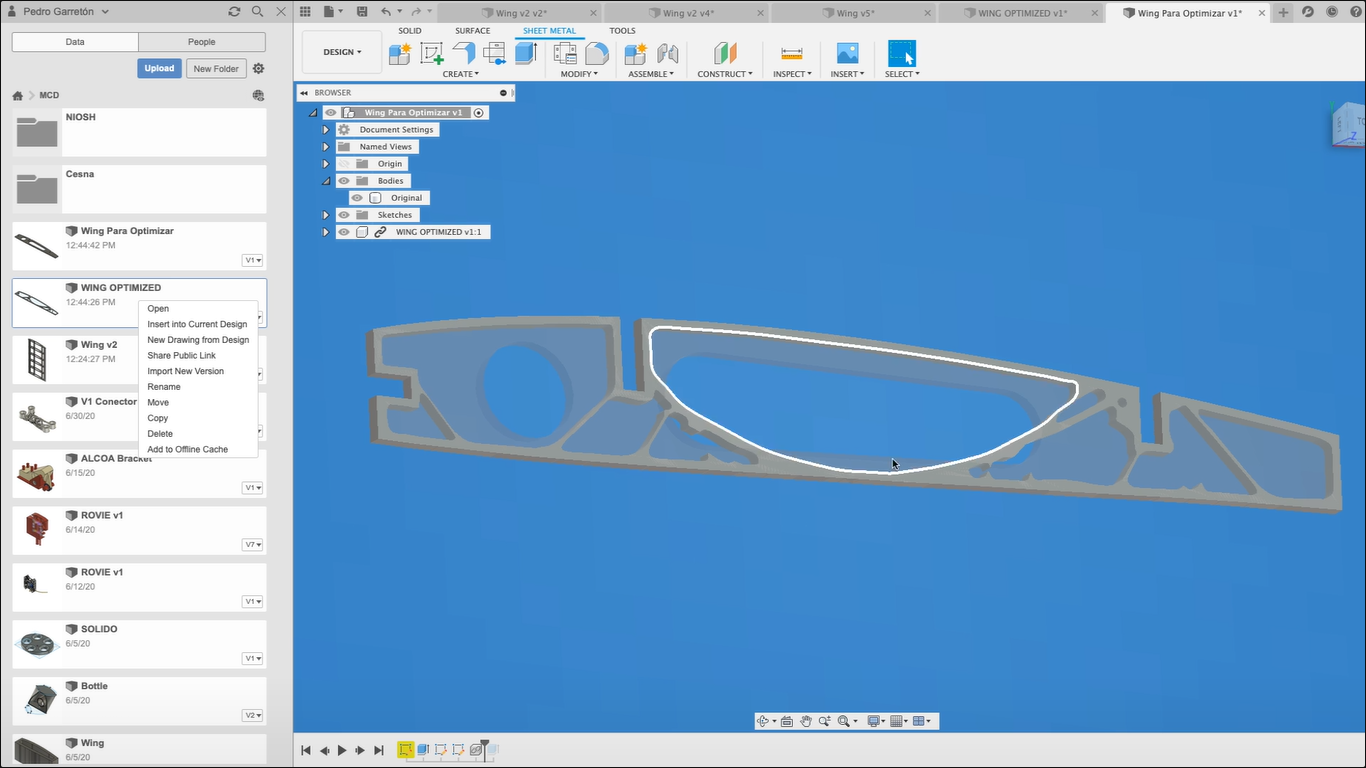 Pedro Garretón
Wing v2 v2*
Wing v2 v4*
Wing v5*
WING OPTIMIZED v1*
Wing Para Optimizar v1*
Data
People
SOLID
SURFACE
SHEET METAL
TOOLS
DESIGN
Upload
New Folder
CREATE
MODIFY
ASSEMBLE
CONSTRUCT
INSPECT
INSERT
SELECT
MCD
BROWSER
NIOSH
Cesna
Wing Para Optimizar
12:44:42 PM
V1
WING OPTIMIZED
12:44:26 PM
Wing v2
12:24:27 PM
V1 Conector
6/30/20
ALCOA Bracket
6/15/20
V1
ROVIE v1
6/14/20
V7
ROVIE v1
6/12/20
V1
SOLIDO
6/5/20
V1
Bottle
6/5/20
V2
Wing
6/5/20
Open
Insert into Current Design
New Drawing from Design
Share Public Link
Import New Version
Rename
Move
Copy
Delete
Add to Offline Cache
Wing Para Optimizar v1
Document Settings
Named Views
Origin
Bodies
Original
Sketches
WING OPTIMIZED v1:1
Z